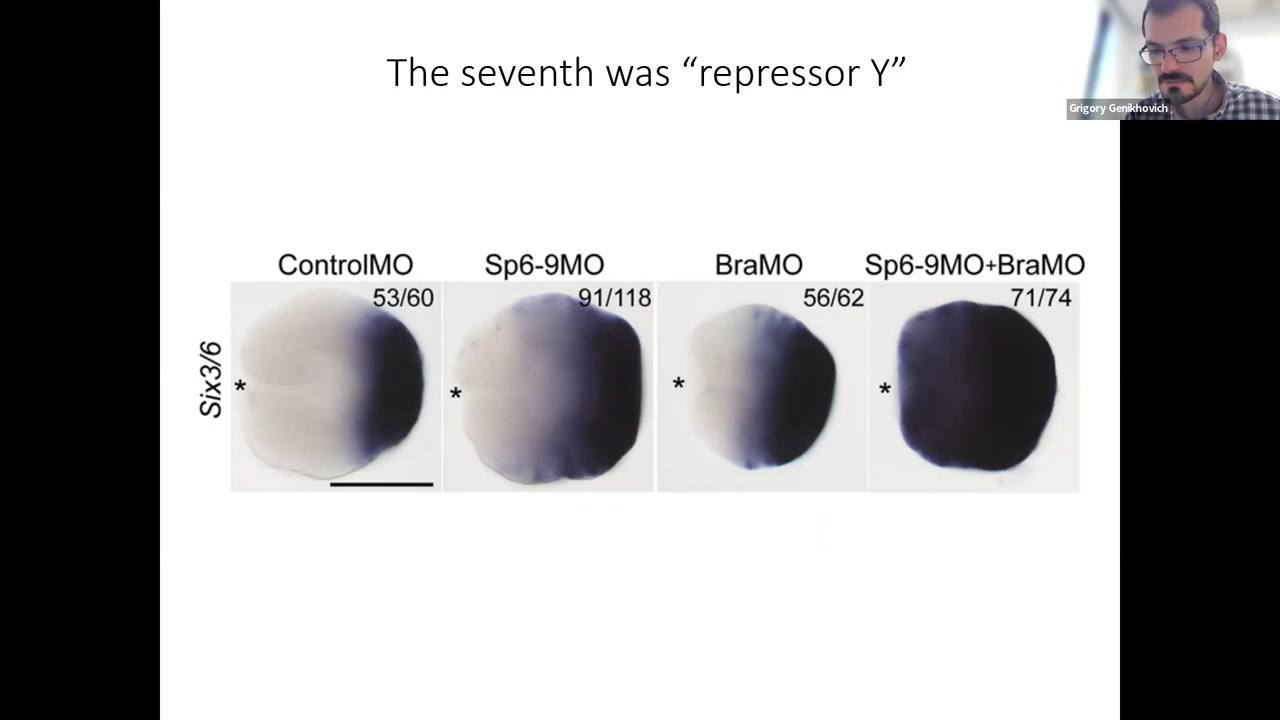 The seventh was “repressor Y”
Grigory Genikhovich
ControlMO
Sp6-9MO
BraMO
Sp6-9MO+BraMO
53/60
91/118
56/62
71/74
Six3/6
*
*
*
*